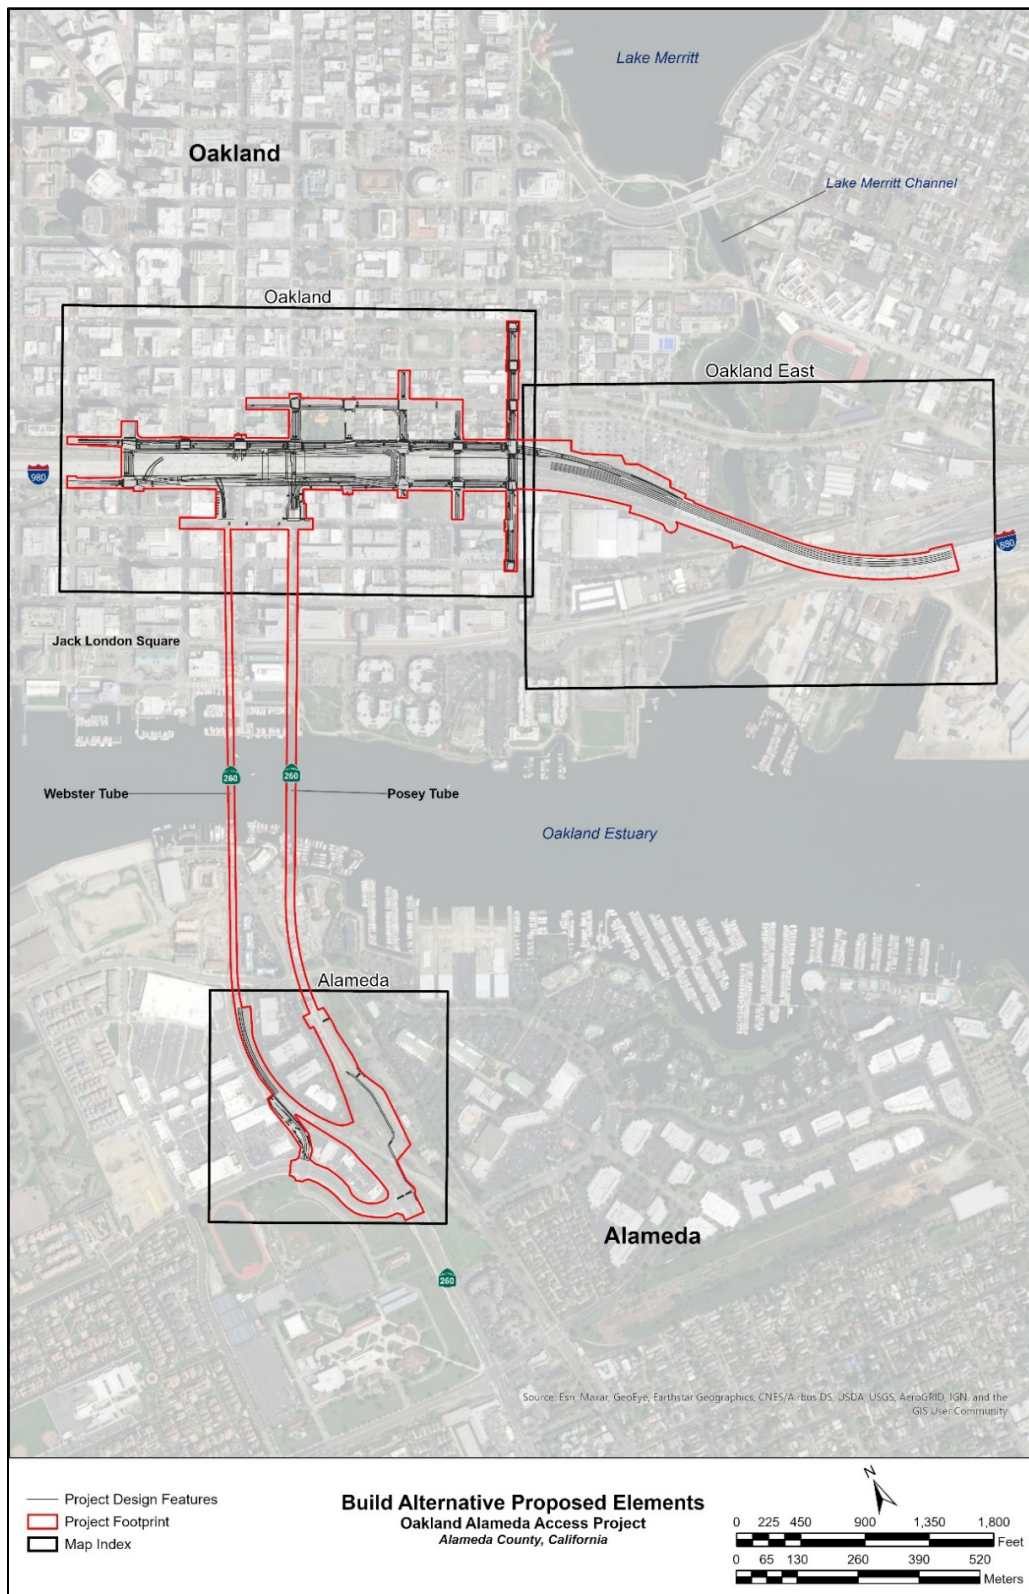 Lake Merritt
Oakland
Lake Merritt Channel
Oakland
Oakland East
980
880
Jack London Square
260
260
Webster Tube
Posey Tube
Oakland Estuary
Alameda
Alameda
260
Source: Esri, Maxar, GeoEye, Earthstar Geographics, CNES/Airbus DS, USDA, USGS, AeroGRID, IGN, and the
GIS User Community
Project Design Features
Project Footprint
Map Index
Build Alternative Proposed Elements
Oakland Alameda Access Project
Alameda County, California
N
0 225 450 900 1,350 1,800
Feet
0 65 130 260 390 520
Meters